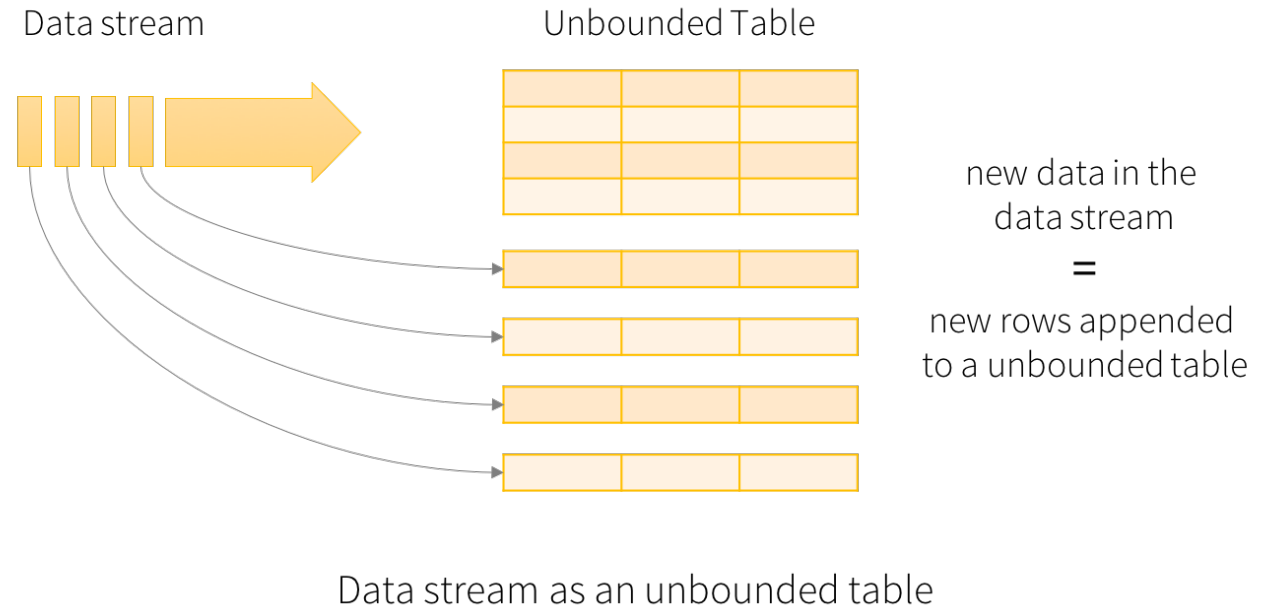 Data stream
Unbounded Table
new data in the
data stream
=
new rows appended
to a unbounded table
Data stream as an unbounded table